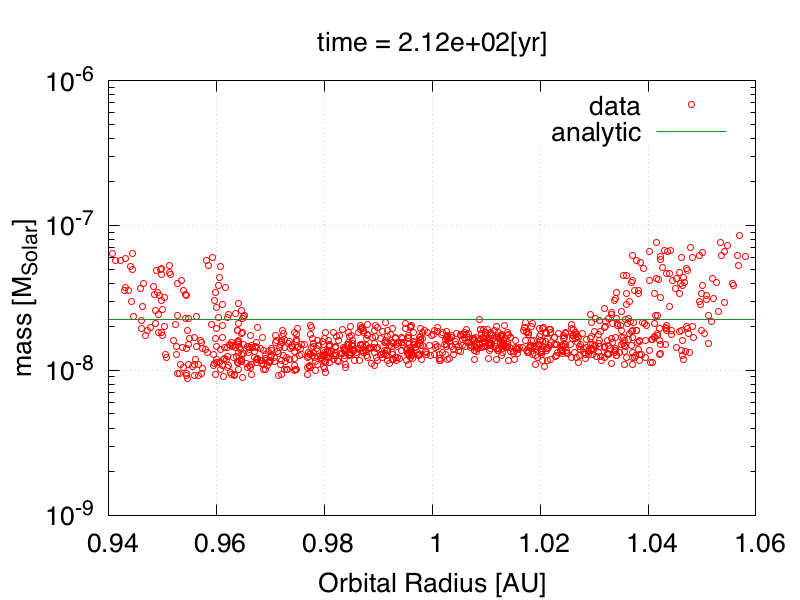 time = 2.12e+02[yr]
10^-6
data
analytic
10^-7
mass [M_Solar]
10^-8
10^-9
0.94 0.96 0.98 1 1.02 1.04 1.06
Orbital Radius [AU]